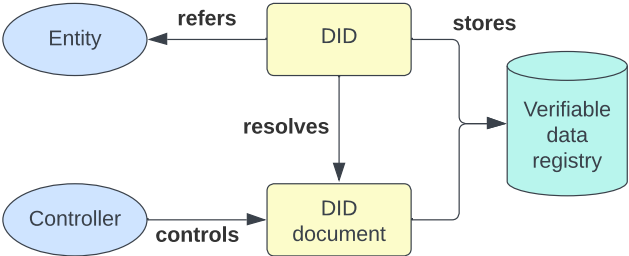 refers
stores
Entity
DID
Verifiable
data
registry
resolves
Controller
controls
DID
document